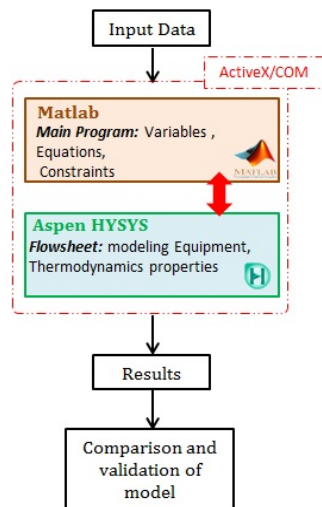 Input Data
ActiveX/COM
Matlab
Main Program: Variables ,
Equations,
Constraints
MATLAB
Aspen HYSYS
Flowsheet: modeling Equipment,
Thermodynamics properties
H
Results
Comparison and
validation of
model